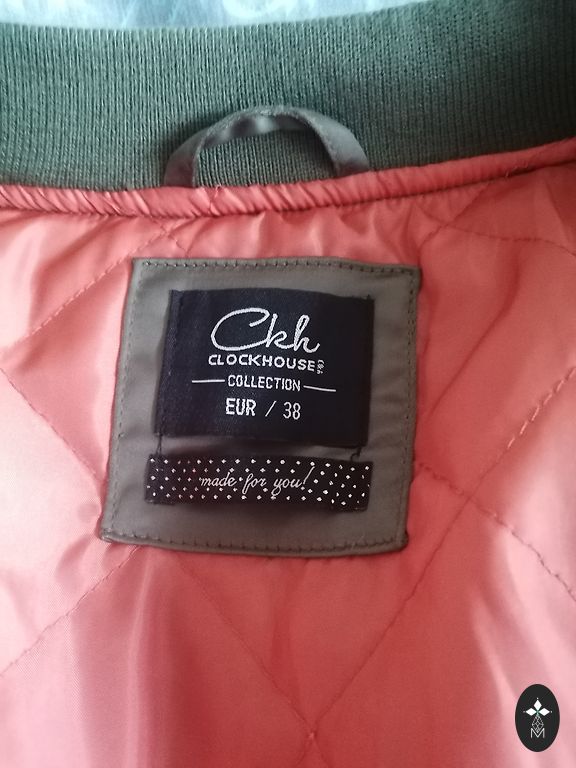 Ckh
CLOCKHOUSE C&A
COLLECTION
EUR / 38
made for you!
M